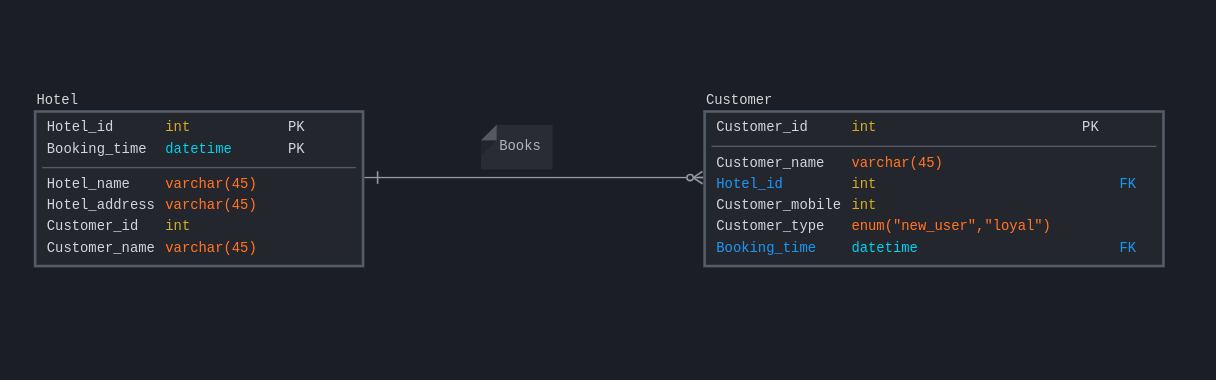 Hotel
Hotel_id int PK
Booking_time datetime PK
Hotel_name varchar(45)
Hotel_address varchar(45)
Customer_id int
Customer_name varchar(45)
Books
Customer
Customer_id int PK
Customer_name varchar(45)
Hotel_id int FK
Customer_mobile int
Customer_type enum("new_user","loyal")
Booking_time datetime FK